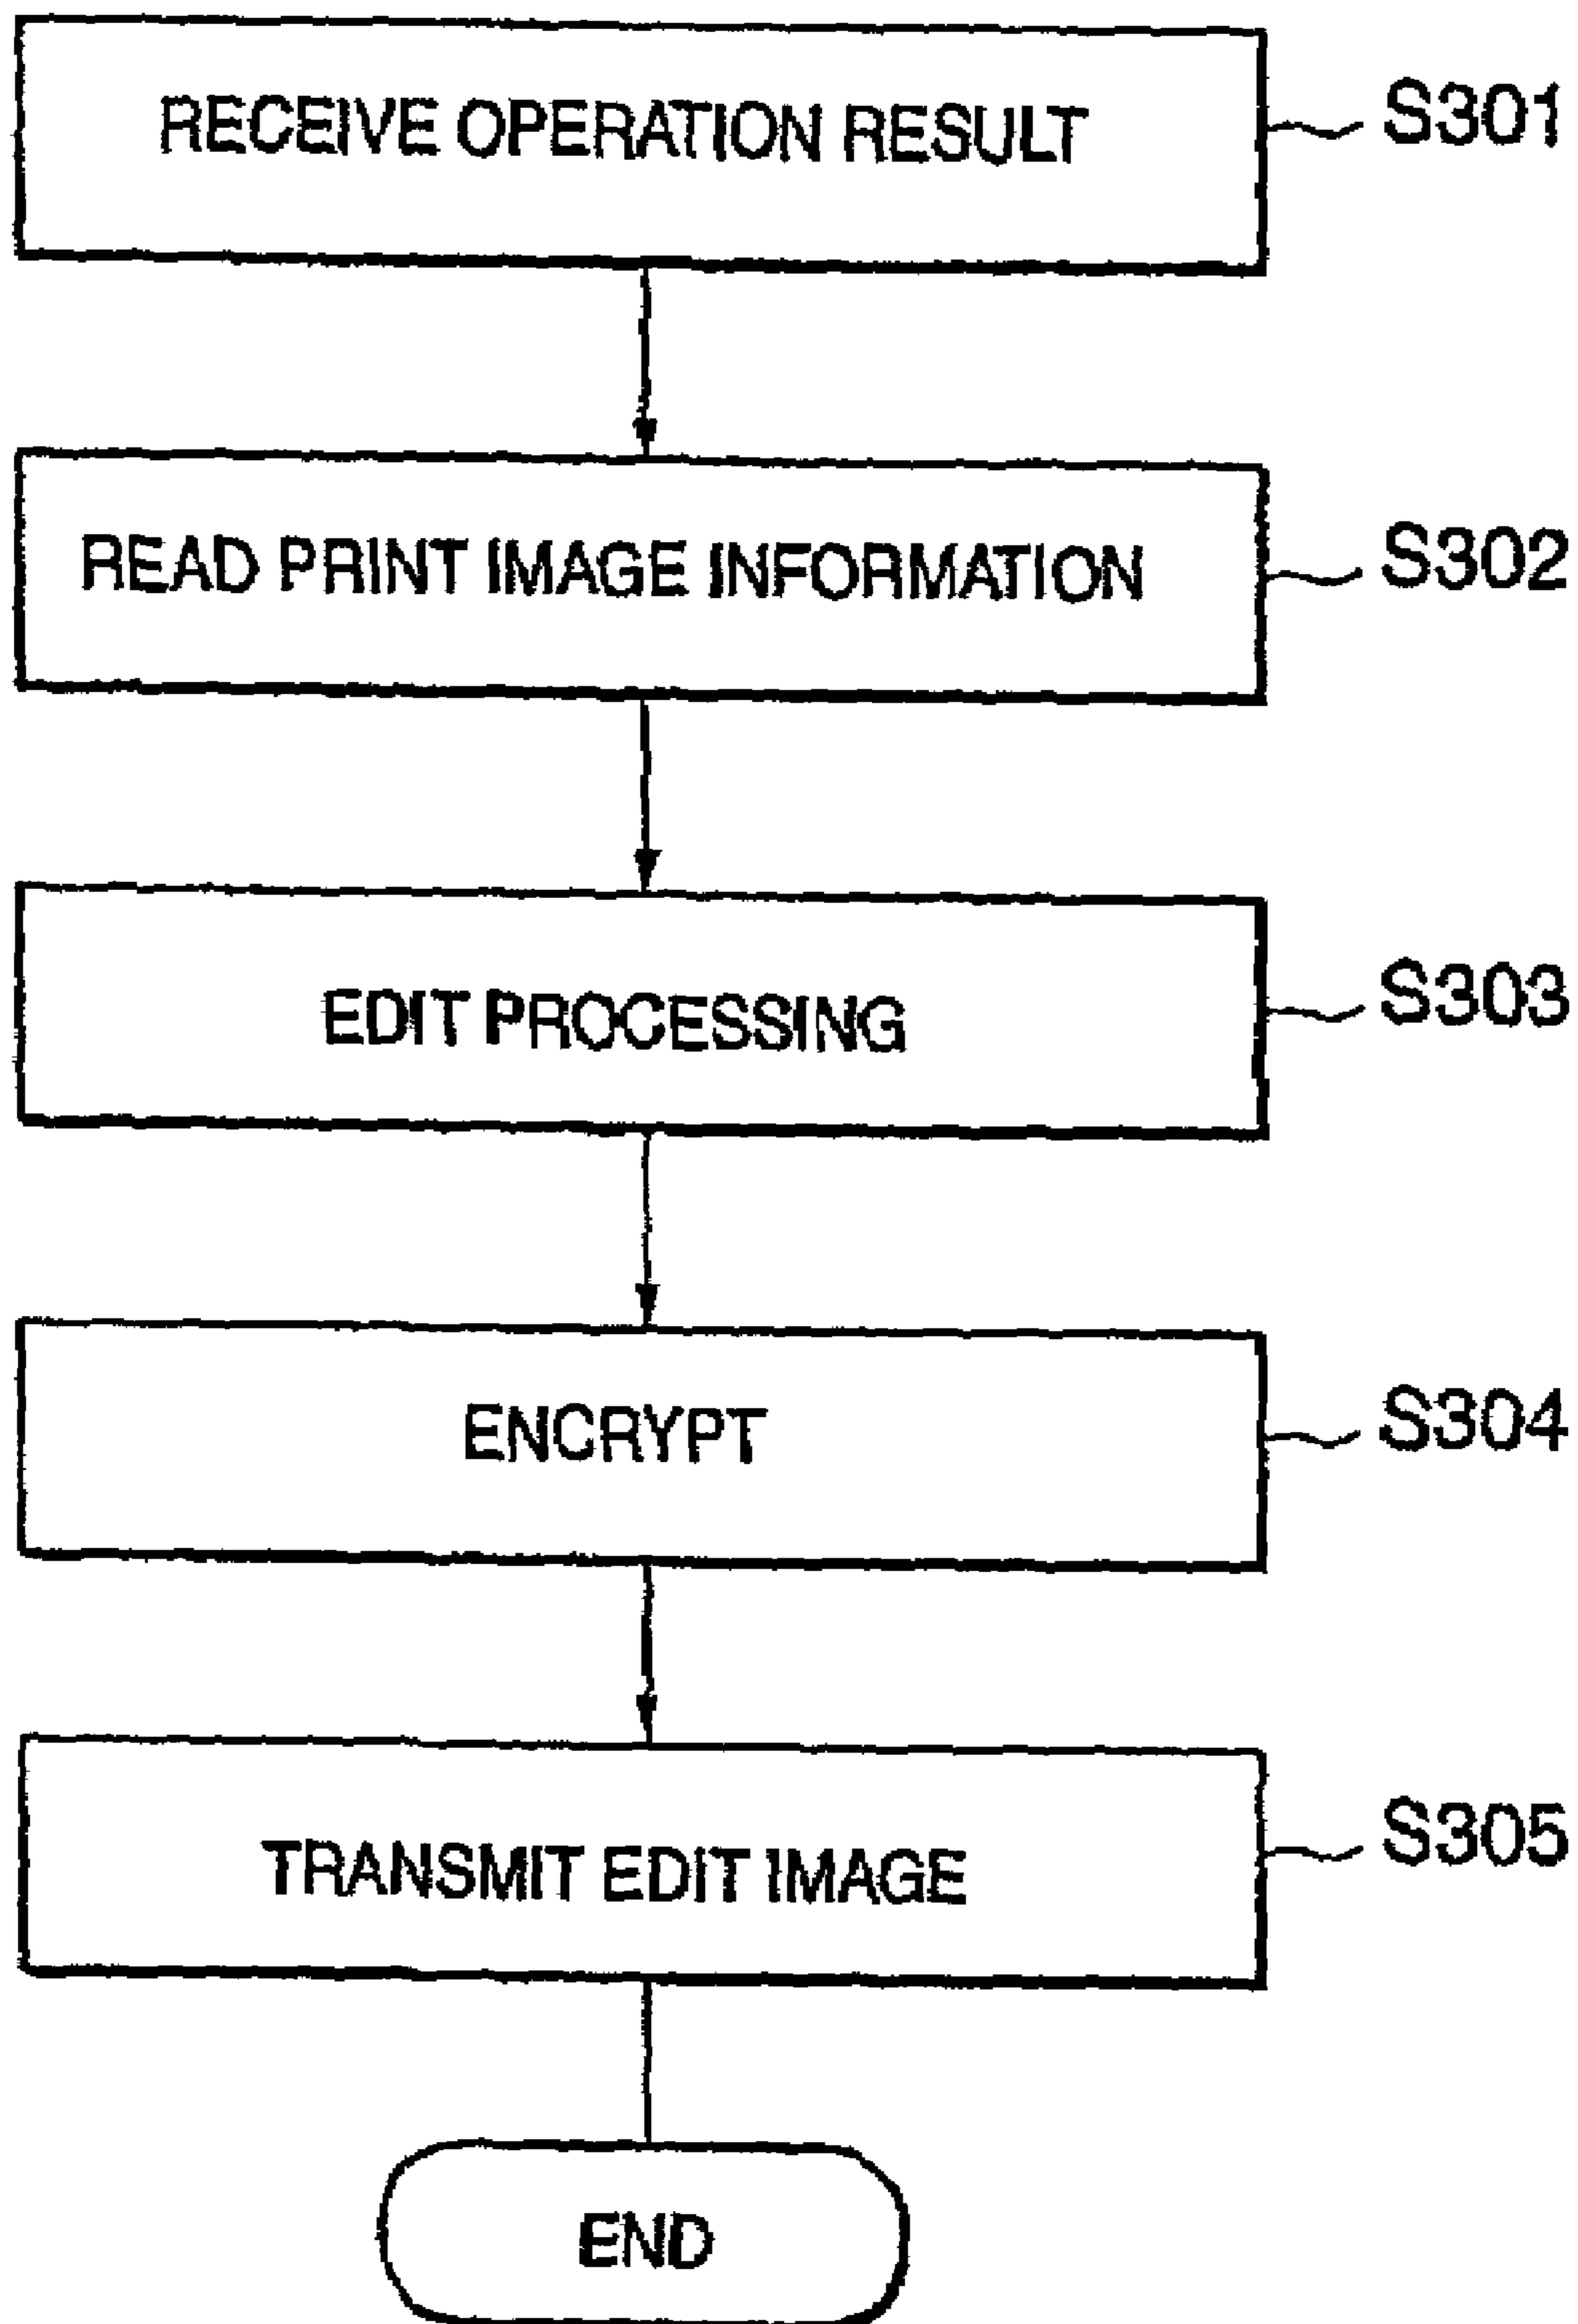 RECEIVE OPERATION RESULT S301
READ PRINT IMAGE INFORMATION S302
EDIT PROCESSING S303
ENCRYPT S304
TRANSMIT EDIT IMAGE S305
END